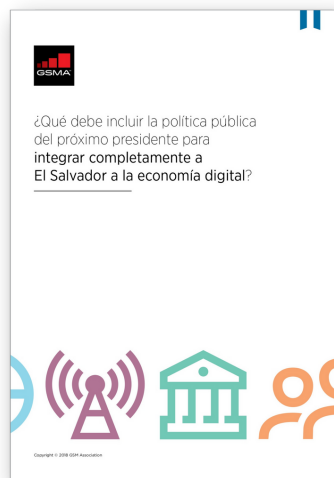 GSMA
¿Qué debe incluir la política pública
del próximo presidente para
integrar completamente a
El Salvador a la economía digital?
Copyright © 2018 GSM Association